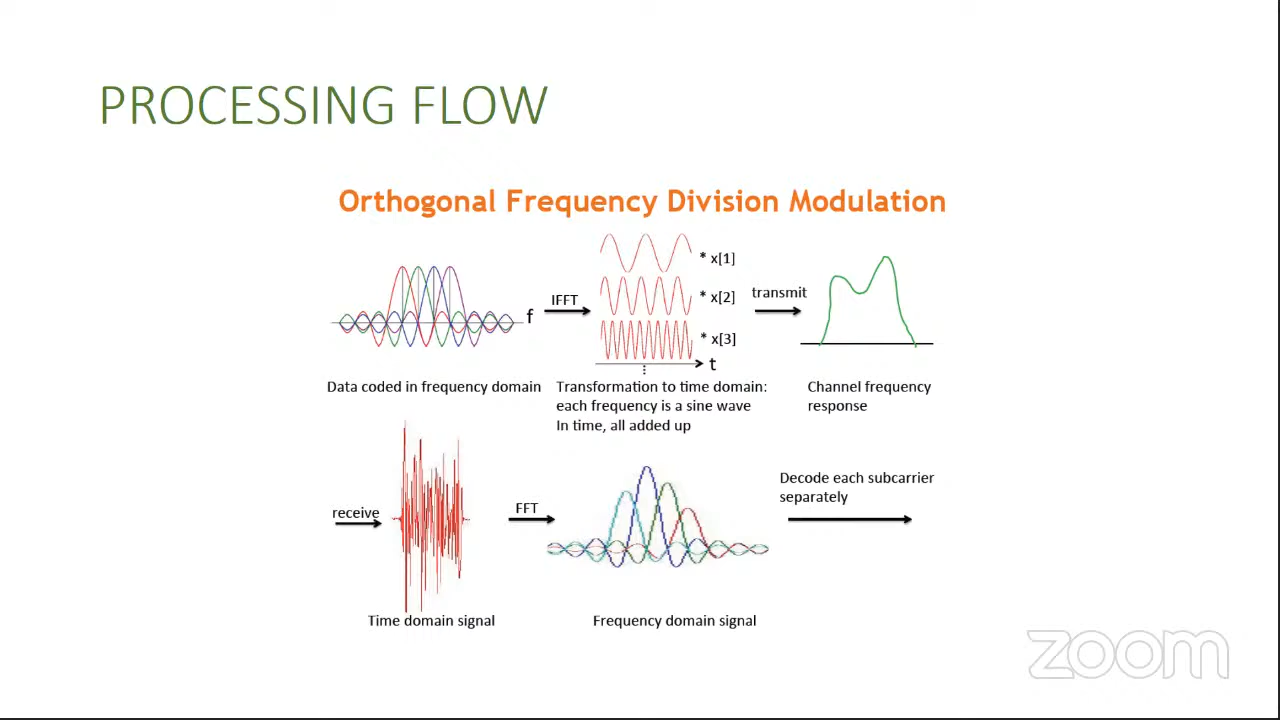 PROCESSING FLOW
Orthogonal Frequency Division Modulation
f
IFFT
* x[1]
* x[2]
* x[3]
t
transmit
Data coded in frequency domain
Transformation to time domain:
each frequency is a sine wave
In time, all added up
Channel frequency
response
receive
FFT
Decode each subcarrier
separately
Time domain signal
Frequency domain signal
zoom